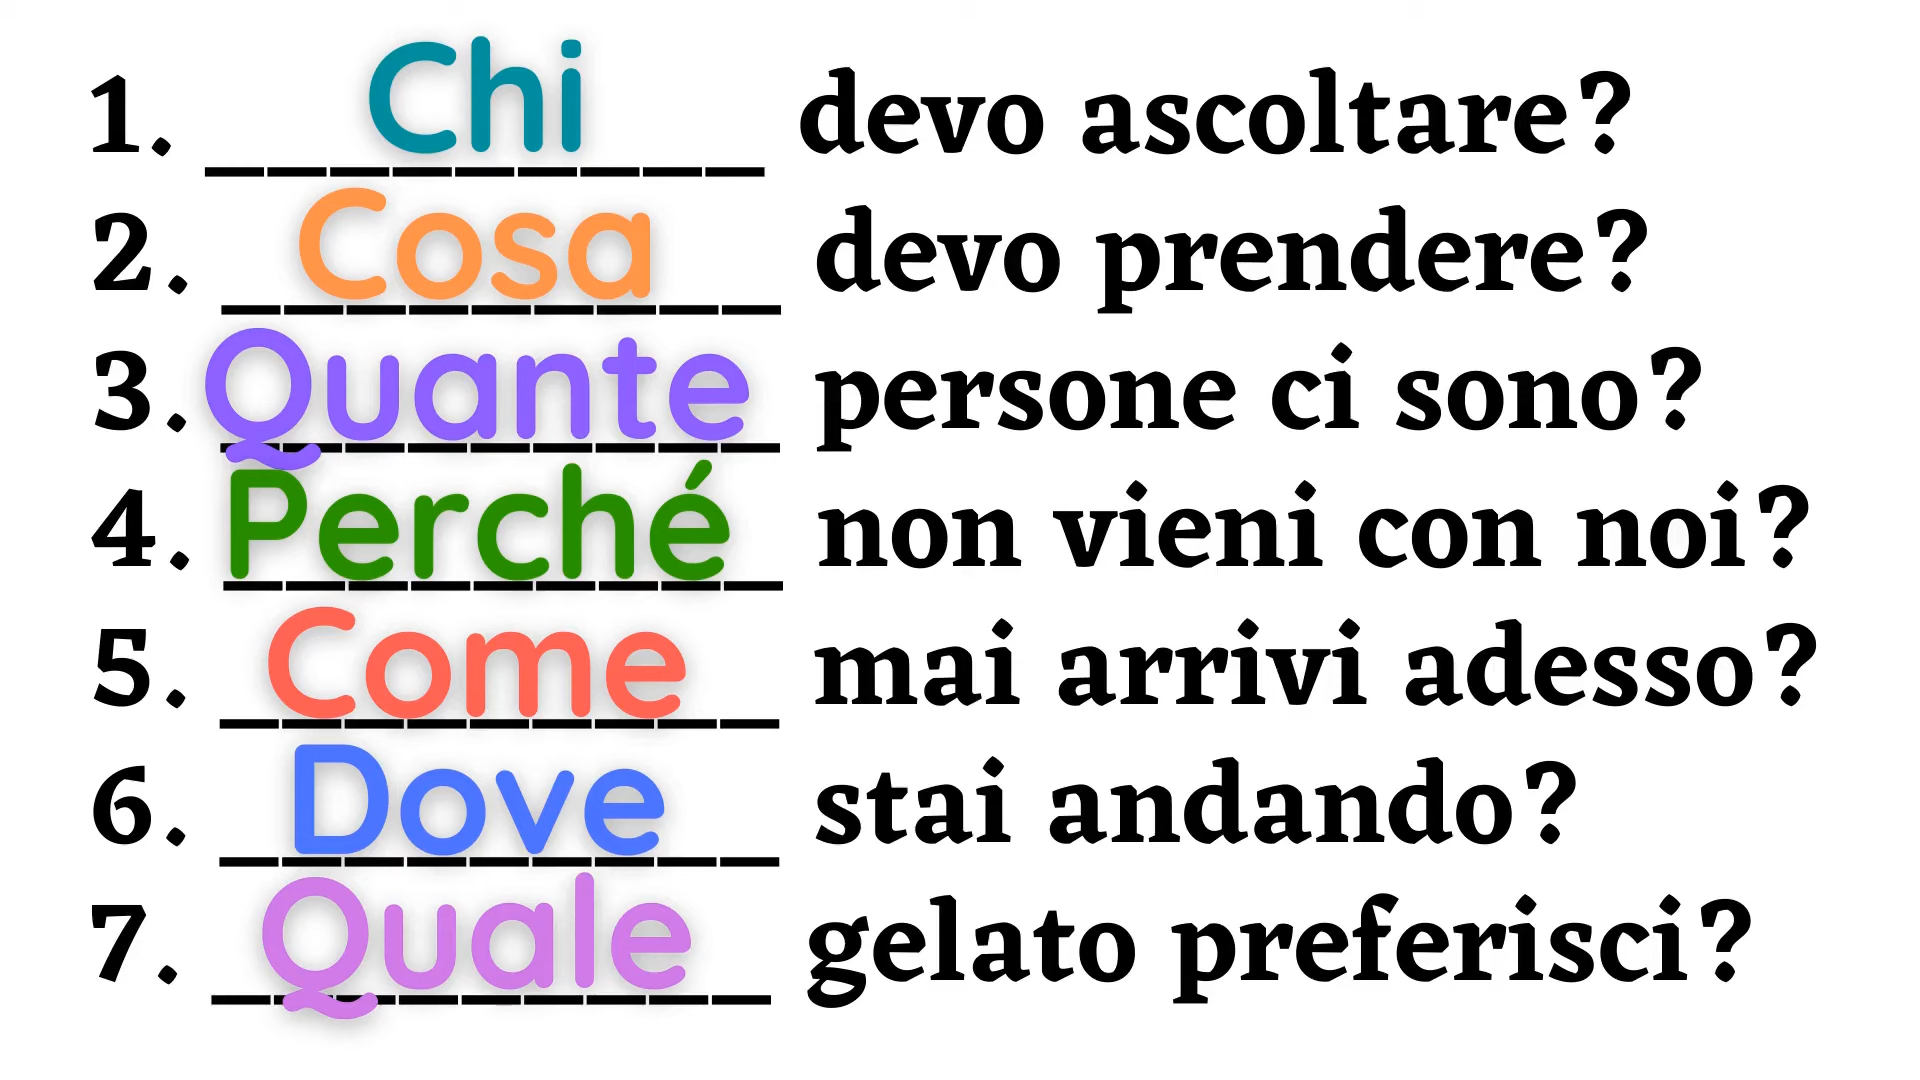 1. Chi devo ascoltare?
2. Cosa devo prendere?
3. Quante persone ci sono?
4. Perché non vieni con noi?
5. Come mai arrivi adesso?
6. Dove stai andando?
7. Quale gelato preferisci?